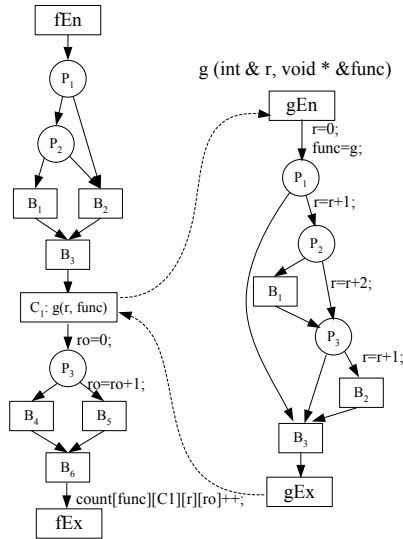 fEn
P1
P2
B1
B2
B3
C1: g(r, func)
ro=0;
P3
ro=ro+1;
B4
B5
B6
count[func][C1][r][ro]++;
fEx
g (int & r, void * &func)
gEn
r=0;
func=g;
P1
r=r+1;
P2
B1
r=r+2;
P3
r=r+1;
B2
B3
gEx